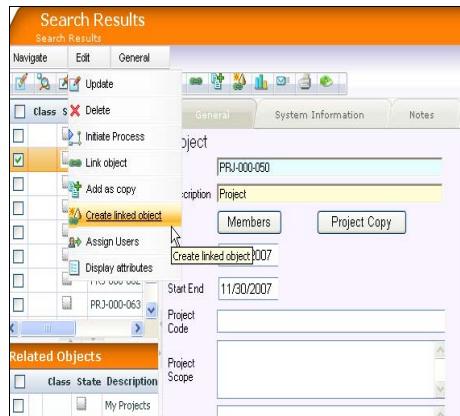 Search Results
Search Results
Navigate Edit General
Update
Class S Delete
General System Information Notes
Initiate Process
oject
Link object
PRJ-000-050
Add as copy
cription Project
Create linked object
Members Project Copy
Assign Users
Create linked object 2007
Display attributes
Start End 11/30/2007
PRJ-000-063
Project
Code
Related Objects
Project
Scope
Class State Description
My Projects